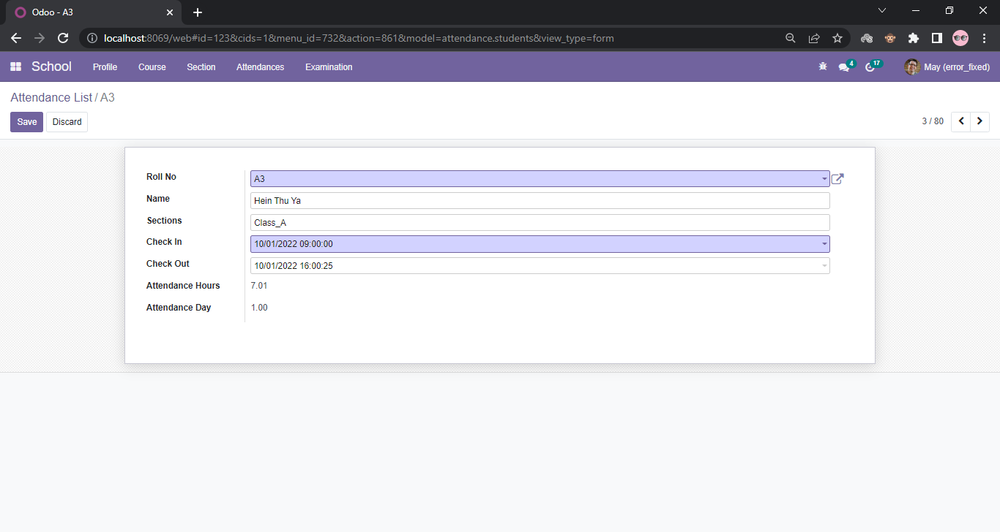 Odoo - A3
localhost:8069/web#id=123&cids=1&menu_id=732&action=861&model=attendance.students&view_type=form
School Profile Course Section Attendances Examination 4 17 May (error_fixed)
Attendance List / A3
Save Discard 3 / 80
Roll No A3
Name Hein Thu Ya
Sections Class_A
Check In 10/01/2022 09:00:00
Check Out 10/01/2022 16:00:25
Attendance Hours 7.01
Attendance Day 1.00